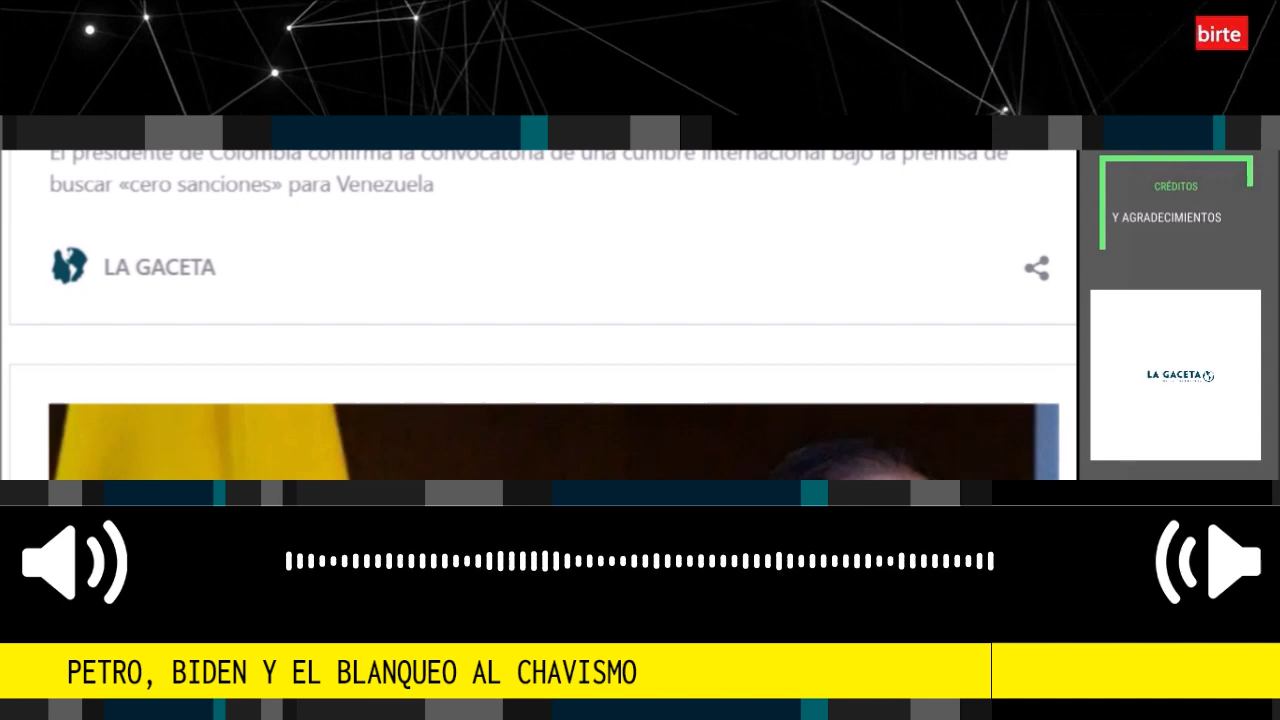 birte
El presidente de Colombia confirma la convocatoria de una cumbre internacional bajo la premisa de
buscar «cero sanciones» para Venezuela
LA GACETA
CRÉDITOS
Y AGRADECIMIENTOS
LA GACETA
PETRO, BIDEN Y EL BLANQUEO AL CHAVISMO